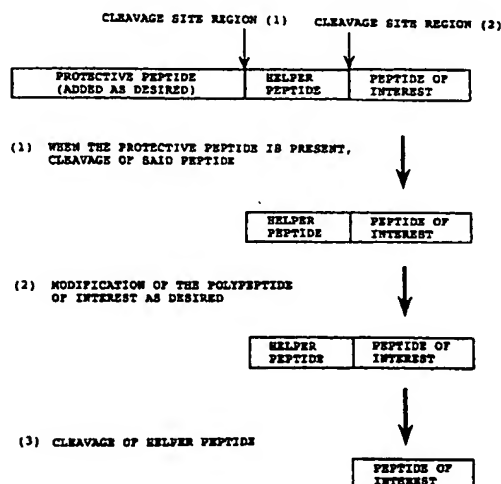 CLEAVAGE SITE REGION (1)
CLEAVAGE SITE REGION (2)
PROTECTIVE PEPTIDE
(ADDED AS DESIRED)
HELPER
PEPTIDE
PEPTIDE OF
INTEREST
(1) WHEN THE PROTECTIVE PEPTIDE IS PRESENT,
CLEAVAGE OF SAID PEPTIDE
HELPER
PEPTIDE
PEPTIDE OF
INTEREST
(2) MODIFICATION OF THE POLYPEPTIDE
OF INTEREST AS DESIRED
HELPER
PEPTIDE
PEPTIDE OF
INTEREST
(3) CLEAVAGE OF HELPER PEPTIDE
PEPTIDE OF
INTEREST